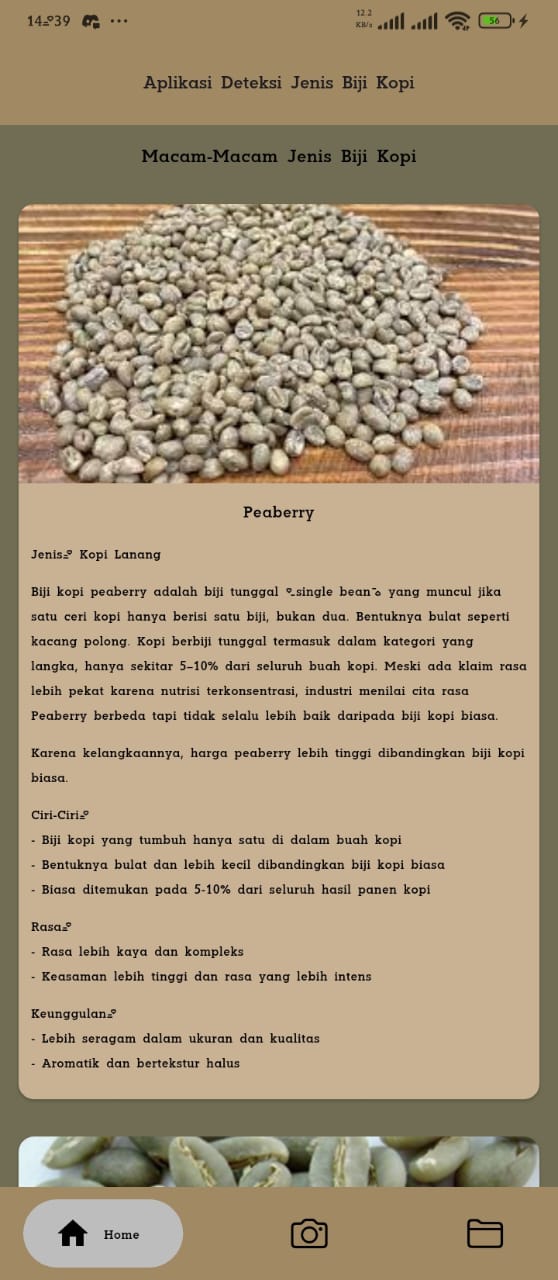 14:39
12.2
KB/s
56
Aplikasi Deteksi Jenis Biji Kopi
Macam-Macam Jenis Biji Kopi
Peaberry
Jenis: Kopi Lanang
Biji kopi peaberry adalah biji tunggal (single bean) yang muncul jika
satu ceri kopi hanya berisi satu biji, bukan dua. Bentuknya bulat seperti
kacang polong. Kopi berbiji tunggal termasuk dalam kategori yang
langka, hanya sekitar 5–10% dari seluruh buah kopi. Meski ada klaim rasa
lebih pekat karena nutrisi terkonsentrasi, industri menilai cita rasa
Peaberry berbeda tapi tidak selalu lebih baik daripada biji kopi biasa.
Karena kelangkaannya, harga peaberry lebih tinggi dibandingkan biji kopi
biasa.
Ciri-Ciri:
- Biji kopi yang tumbuh hanya satu di dalam buah kopi
- Bentuknya bulat dan lebih kecil dibandingkan biji kopi biasa
- Biasa ditemukan pada 5-10% dari seluruh hasil panen kopi
Rasa:
- Rasa lebih kaya dan kompleks
- Keasaman lebih tinggi dan rasa yang lebih intens
Keunggulan:
- Lebih seragam dalam ukuran dan kualitas
- Aromatik dan bertekstur halus
Home